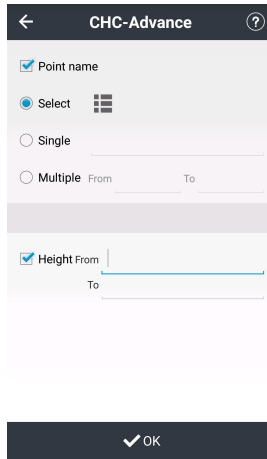 CHC-Advance ?
Point name
Select
Single
Multiple From To
Height From
To
OK